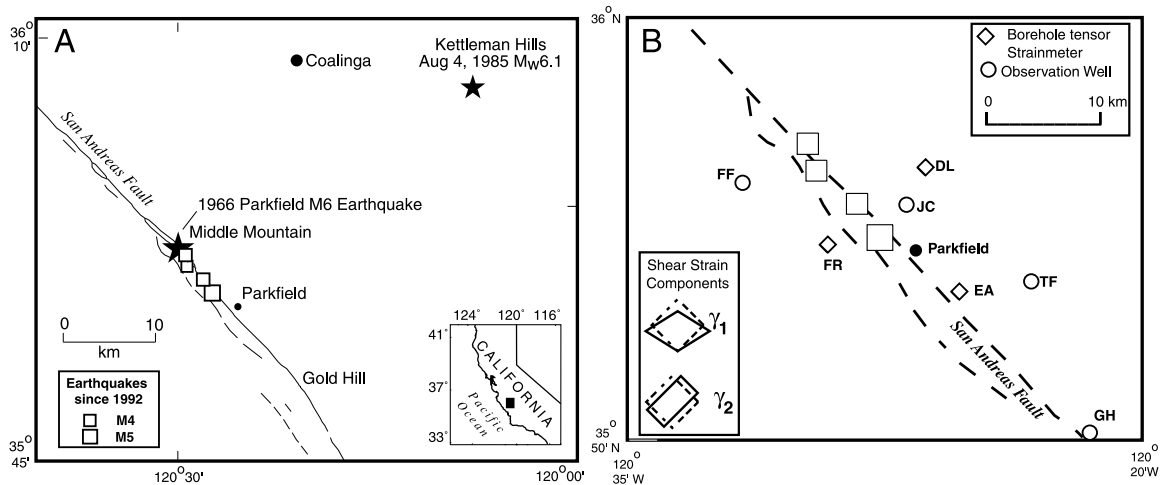 A
36°
10'
Coalinga
Kettleman Hills
Aug 4, 1985 Mw6.1
San Andreas Fault
1966 Parkfield M6 Earthquake
Middle Mountain
Parkfield
0 10
km
Gold Hill
Earthquakes
since 1992
M4
M5
124° 120° 116°
41°
37°
33°
CALIFORNIA
Pacific
Ocean
35°
45'
120°30'
120°00'
B
36° N
Borehole tensor
Strainmeter
Observation Well
0 10 km
FF
DL
JC
Parkfield
FR
EA
TF
Shear Strain
Components
γ1
γ2
San Andreas Fault
GH
35°
50' N
120°
35' W
120°
20'W